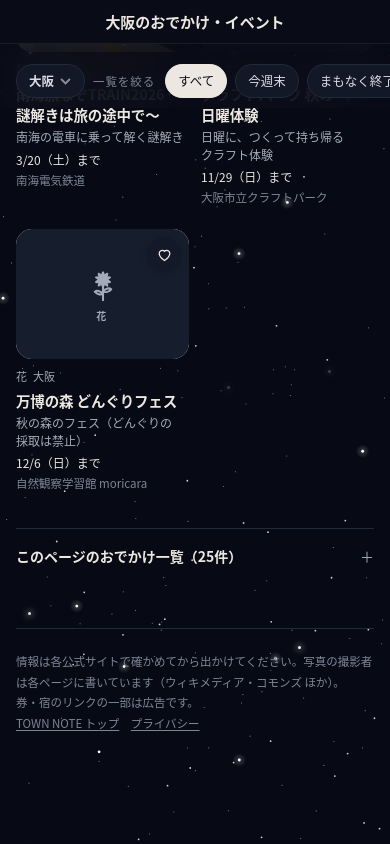 大阪のおでかけ・イベント
大阪
一覧を絞る
すべて
今週末
まもなく終了
謎解きは旅の途中で〜
南海の電車に乗って解く謎解き
3/20（土）まで
南海電気鉄道
日曜体験
日曜に、つくって持ち帰る
クラフト体験
11/29（日）まで
大阪市立クラフトパーク
花
花 大阪
万博の森 どんぐりフェス
秋の森のフェス（どんぐりの
採取は禁止）
12/6（日）まで
自然観察学習館 moricara
このページのおでかけ一覧（25件）
情報は各公式サイトで確かめてから出かけてください。写真の撮影者
は各ページに書いています（ウィキメディア・コモンズ ほか）。
券・宿のリンクの一部は広告です。
TOWN NOTE トップ プライバシー